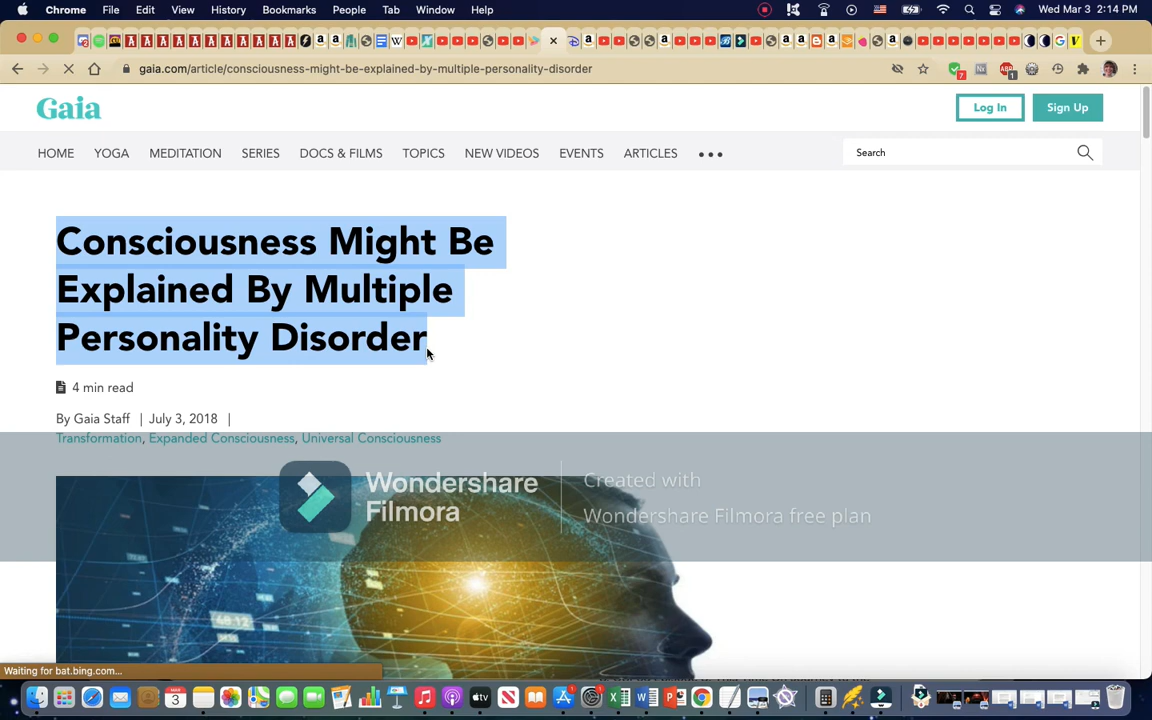 Chrome File Edit View History Bookmarks People Tab Window Help Wed Mar 3 2:14 PM
gaia.com/article/consciousness-might-be-explained-by-multiple-personality-disorder
Gaia
Log In
Sign Up
HOME YOGA MEDITATION SERIES DOCS & FILMS TOPICS NEW VIDEOS EVENTS ARTICLES
Search
Consciousness Might Be
Explained By Multiple
Personality Disorder
4 min read
By Gaia Staff | July 3, 2018 |
Transformation, Expanded Consciousness, Universal Consciousness
Wondershare
Filmora
Created with
Wondershare Filmora free plan
48.12
Waiting for bat.bing.com...